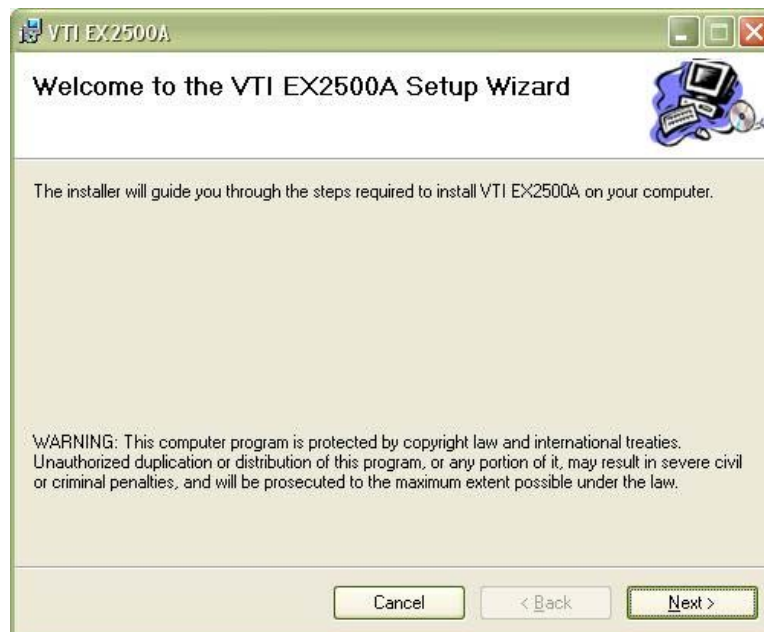 VTI EX2500A
Welcome to the VTI EX2500A Setup Wizard
The installer will guide you through the steps required to install VTI EX2500A on your computer.
WARNING: This computer program is protected by copyright law and international treaties.
Unauthorized duplication or distribution of this program, or any portion of it, may result in severe civil
or criminal penalties, and will be prosecuted to the maximum extent possible under the law.
Cancel
< Back
Next >